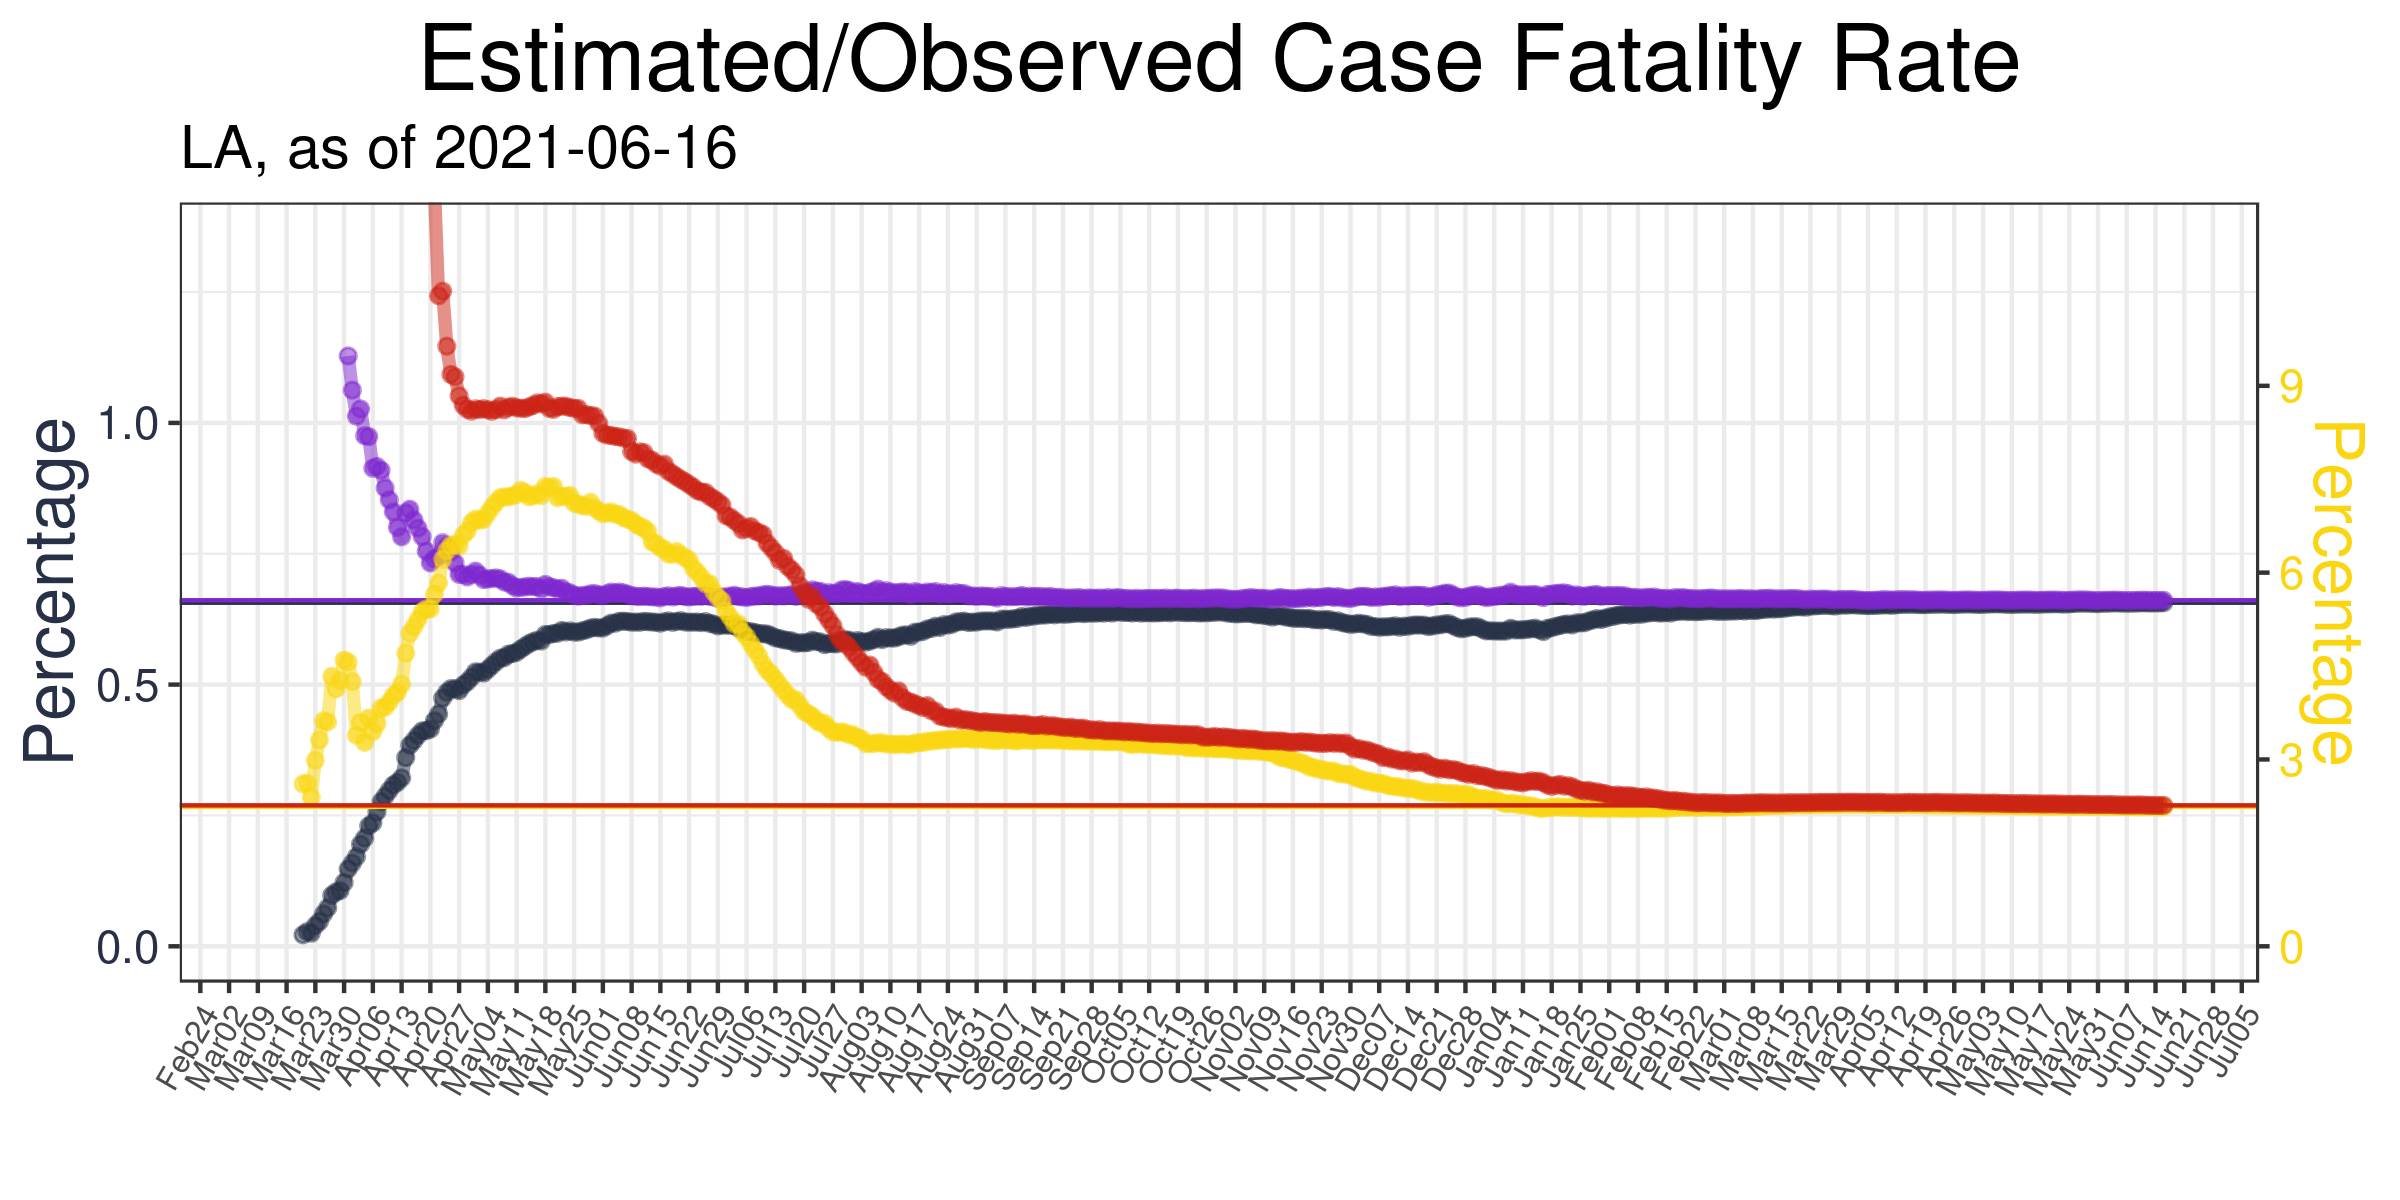 Estimated/Observed Case Fatality Rate
LA, as of 2021-06-16
Percentage
1.0
0.5
0.0
9
6
3
0
Percentage
Feb24
Mar02
Mar09
Mar16
Mar23
Mar30
Apr06
Apr13
Apr20
Apr27
May04
May11
May18
May25
Jun01
Jun08
Jun15
Jun22
Jun29
Jul06
Jul13
Jul20
Jul27
Aug03
Aug10
Aug17
Aug24
Aug31
Sep07
Sep14
Sep21
Sep28
Oct05
Oct12
Oct19
Oct26
Nov02
Nov09
Nov16
Nov23
Nov30
Dec07
Dec14
Dec21
Dec28
Jan04
Jan11
Jan18
Jan25
Feb01
Feb08
Feb15
Feb22
Mar01
Mar08
Mar15
Mar22
Mar29
Apr05
Apr12
Apr19
Apr26
May03
May10
May17
May24
May31
Jun07
Jun14
Jun21
Jun28
Jul05